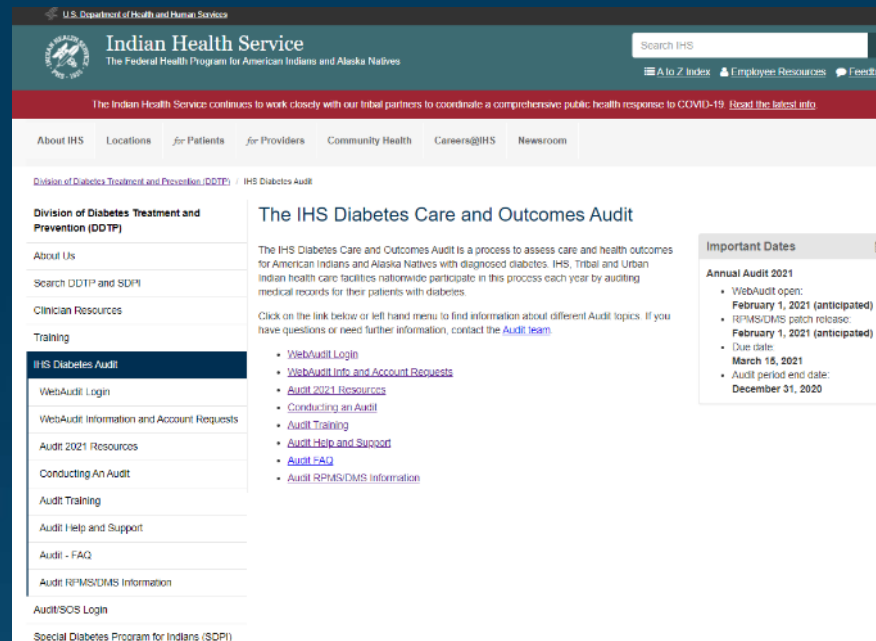 U.S. Department of Health and Human Services
Indian Health Service
The Federal Health Program for American Indians and Alaska Natives
Search IHS
A to Z Index Employee Resources
The Indian Health Service continues to work closely with our tribal partners to coordinate a comprehensive public health response to COVID-19. Read the latest info.
About IHS Locations for Patients for Providers Community Health Careers@IHS Newsroom
Division of Diabetes Treatment and Prevention (DDTP) / IHS Diabetes Audit
Division of Diabetes Treatment and
Prevention (DDTP)
About Us
Search DDTP and SDPI
Clinician Resources
Training
IHS Diabetes Audit
WebAudit Login
WebAudit Information and Account Requests
Audit 2021 Resources
Conducting An Audit
Audit Training
Audit Help and Support
Audit - FAQ
Audit RPMS/DMS Information
Audit/SOS Login
Special Diabetes Program for Indians (SDPI)
The IHS Diabetes Care and Outcomes Audit
The IHS Diabetes Care and Outcomes Audit is a process to assess care and health outcomes
for American Indians and Alaska Natives with diagnosed diabetes. IHS, Tribal and Urban
Indian health care facilities nationwide participate in this process each year by auditing
medical records for their patients with diabetes.
Click on the link below or left hand menu to find information about different Audit topics. If you
have questions or need further information, contact the Audit team.
• WebAudit Login
• WebAudit Info and Account Requests
• Audit 2021 Resources
• Conducting an Audit
• Audit Training
• Audit Help and Support
• Audit FAQ
• Audit RPMS/DMS Information
Important Dates
Annual Audit 2021
• WebAudit open:
February 1, 2021 (anticipated)
• RPMS/DMS patch release:
February 1, 2021 (anticipated)
• Due date:
March 15, 2021
• Audit period end date:
December 31, 2020